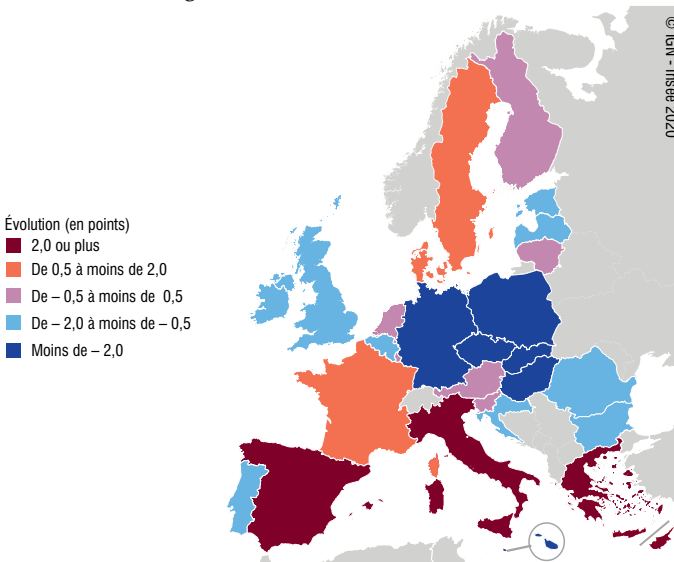 © IGN - Insee 2020
Évolution (en points)
2,0 ou plus
De 0,5 à moins de 2,0
De – 0,5 à moins de 0,5
De – 2,0 à moins de – 0,5
Moins de – 2,0